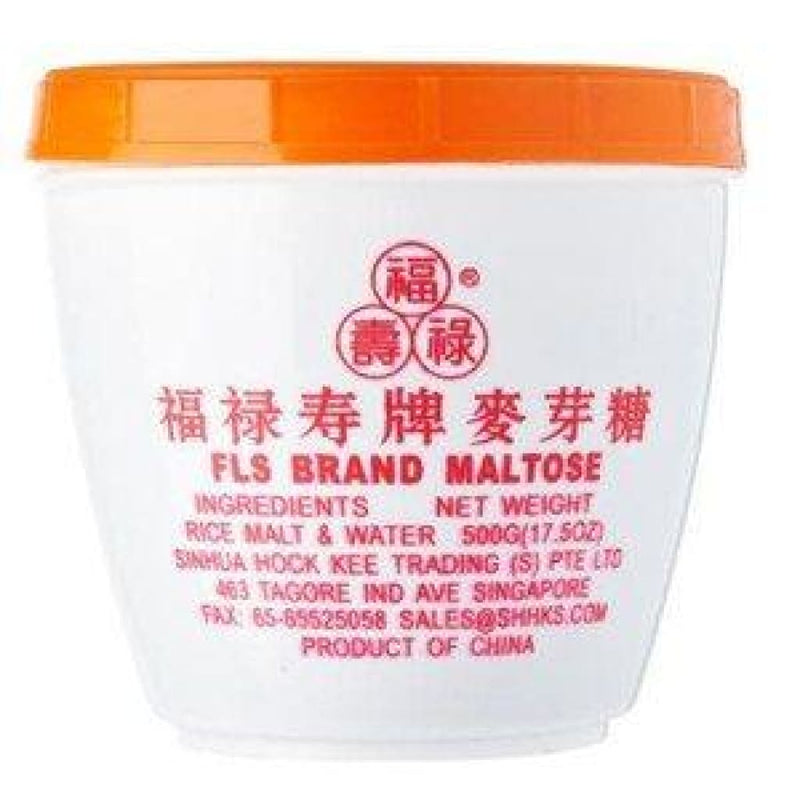 福®
壽祿
福禄寿牌麥芽糖
FLS BRAND MALTOSE
INGREDIENTS NET WEIGHT
RICE MALT & WATER 500G(17.5OZ)
SINHUA HOCK KEE TRADING (S) PTE LTD
463 TAGORE IND AVE SINGAPORE
FAX: 65-65525058 SALES@SHHKS.COM
PRODUCT OF CHINA